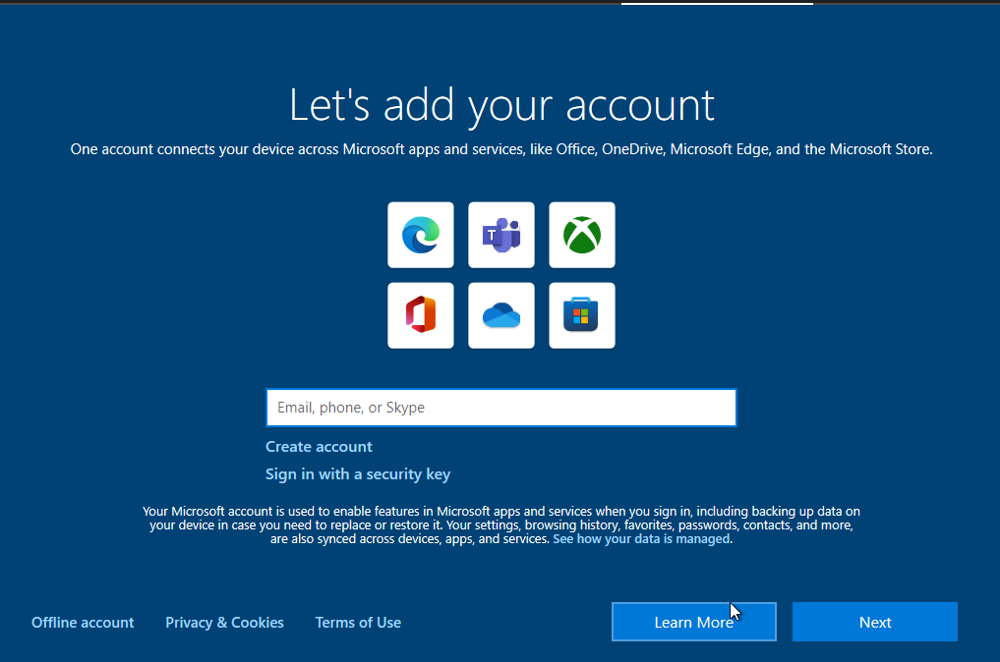 Let's add your account
One account connects your device across Microsoft apps and services, like Office, OneDrive, Microsoft Edge, and the Microsoft Store.
T
Email, phone, or Skype
Create account
Sign in with a security key
Your Microsoft account is used to enable features in Microsoft apps and services when you sign in, including backing up data on
your device in case you need to replace or restore it. Your settings, browsing history, favorites, passwords, contacts, and more,
are also synced across devices, apps, and services. See how your data is managed.
Offline account Privacy & Cookies Terms of Use Learn More Next